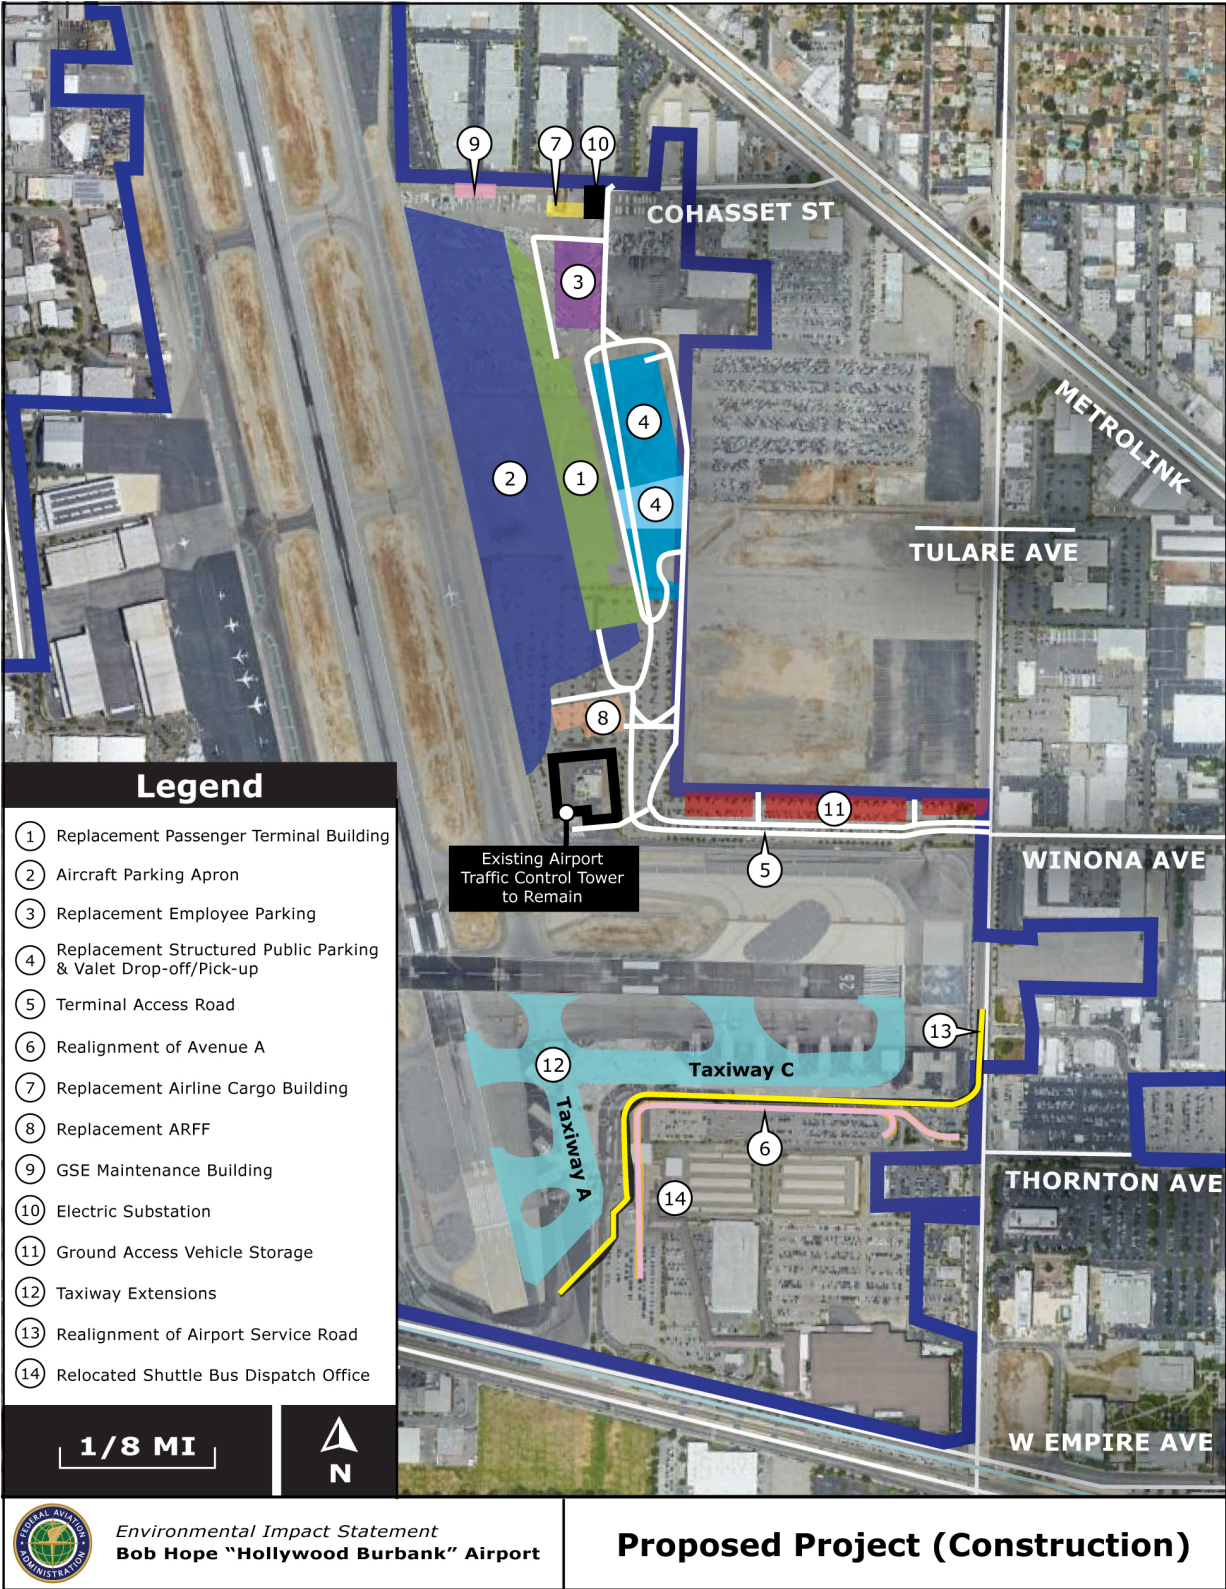 9
7
10
COHASSET ST
3
METROLINK
4
2
1
4
TULARE AVE
8
11
Existing Airport
Traffic Control Tower
to Remain
5
WINONA AVE
26
13
12
Taxiway C
Taxiway A
6
14
THORNTON AVE
W EMPIRE AVE
Legend
1 Replacement Passenger Terminal Building
2 Aircraft Parking Apron
3 Replacement Employee Parking
4 Replacement Structured Public Parking
& Valet Drop-off/Pick-up
5 Terminal Access Road
6 Realignment of Avenue A
7 Replacement Airline Cargo Building
8 Replacement ARFF
9 GSE Maintenance Building
10 Electric Substation
11 Ground Access Vehicle Storage
12 Taxiway Extensions
13 Realignment of Airport Service Road
14 Relocated Shuttle Bus Dispatch Office
1/8 MI
N
FEDERAL AVIATION
ADMINISTRATION
Environmental Impact Statement
Bob Hope “Hollywood Burbank” Airport
Proposed Project (Construction)